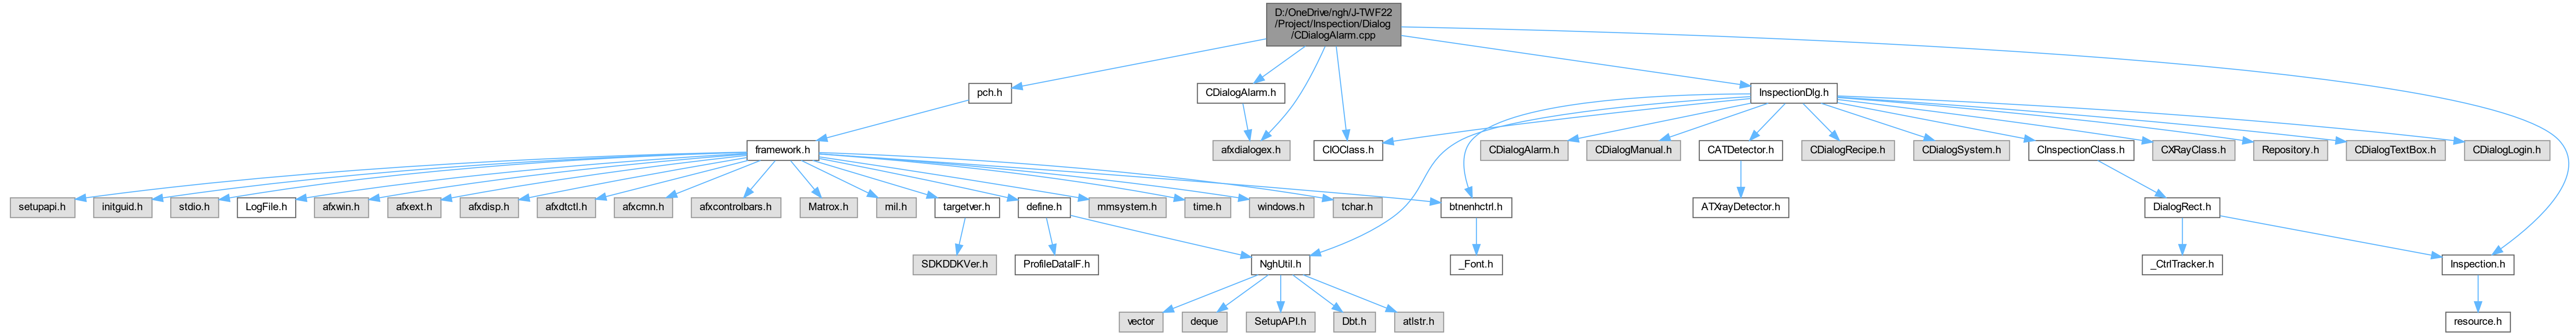 D:/OneDrive/ngh/J-TWF22
/Project/Inspection/Dialog
/CDialogAlarm.cpp
pch.h
CDialogAlarm.h
InspectionDlg.h
framework.h
afxdialogex.h
CIOClass.h
CDialogAlarm.h
CDialogManual.h
CATDetector.h
CDialogRecipe.h
CDialogSystem.h
CInspectionClass.h
CXRayClass.h
Repository.h
CDialogTextBox.h
CDialogLogin.h
setupapi.h
initguid.h
stdio.h
LogFile.h
afxwin.h
afxext.h
afxdisp.h
afxdtctl.h
afxcmn.h
afxcontrolbars.h
Matrox.h
mil.h
targetver.h
define.h
mmsystem.h
time.h
windows.h
tchar.h
btnenhctrl.h
ATXrayDetector.h
DialogRect.h
SDKDDKVer.h
ProfileDataIF.h
NghUtil.h
_Font.h
_CtrlTracker.h
Inspection.h
vector
deque
SetupAPI.h
Dbt.h
atlstr.h
resource.h